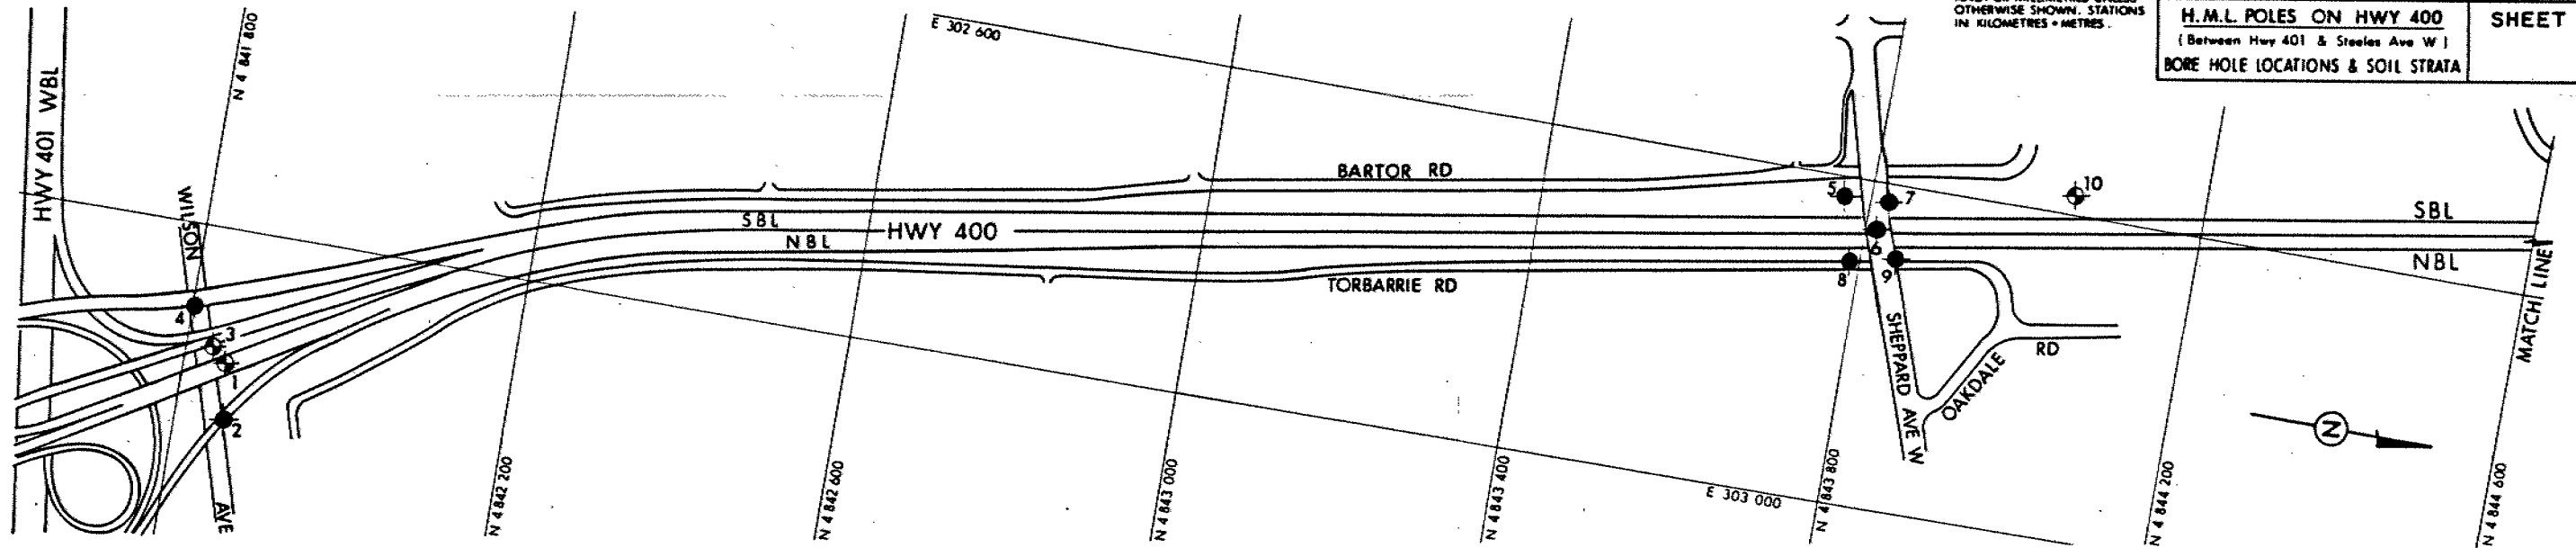 OTHERWISE SHOWN. STATIONS
IN KILOMETRES + METRES.
H.M.L. POLES ON HWY 400
(Between Hwy 401 & Steeles Ave W)
BORE HOLE LOCATIONS & SOIL STRATA
SHEET
HWY 401 WBL
N 4 841 800
E 302 600
WILSON
AVE
BARTOR RD
SBL
NBL
HWY 400
TORBARRIE RD
4
3
1
2
5
7
10
6
8
9
SBL
NBL
MATCH LINE
SHEPPARD AVE W
OAKDALE
RD
N
N 4 842 200
N 4 842 600
N 4 843 000
N 4 843 400
E 303 000
N 4 843 800
N 4 844 200
N 4 844 600